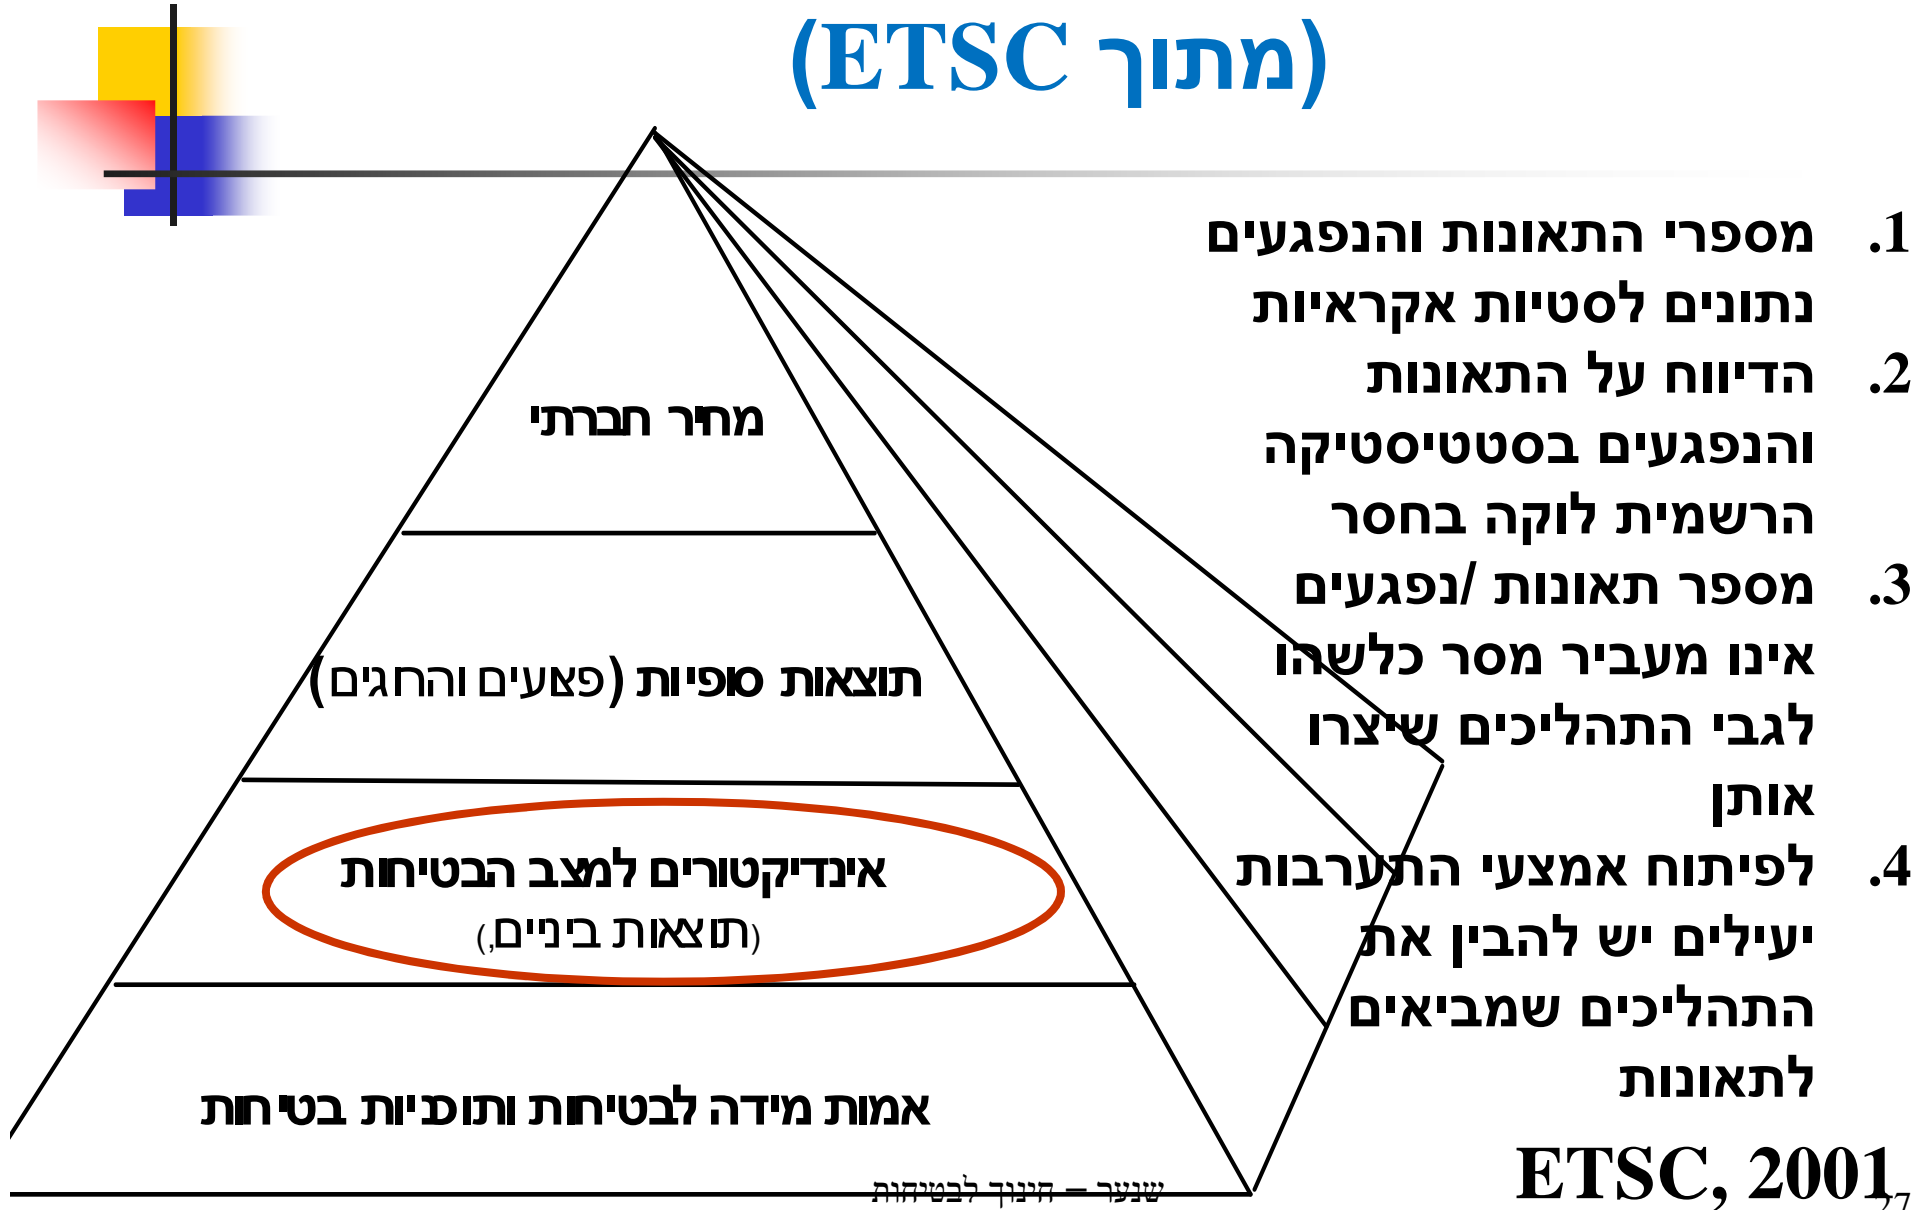 (מתוך ETSC)
1. מספרי התאונות והנפגעים
נתונים לסטיות אקראיות
2. הדיווח על התאונות
והנפגעים בסטטיסטיקה
הרשמית לוקה בחסר
3. מספר תאונות /נפגעים
אינו מעביר מסר כלשהו
לגבי התהליכים שיצרו
אותן
4. לפיתוח אמצעי התערבות
יעילים יש להבין את
התהליכים שמביאים
לתאונות
מחיר חברתי
תוצאות סופיות (פצועים והרוגים)
אינדיקטורים למצב הבטיחות
(תוצאות ביניים,)
אמות מידה לבטיחות ותוכניות בטיחות
ETSC, 2001
שנער – חינוך לבטיחות
27